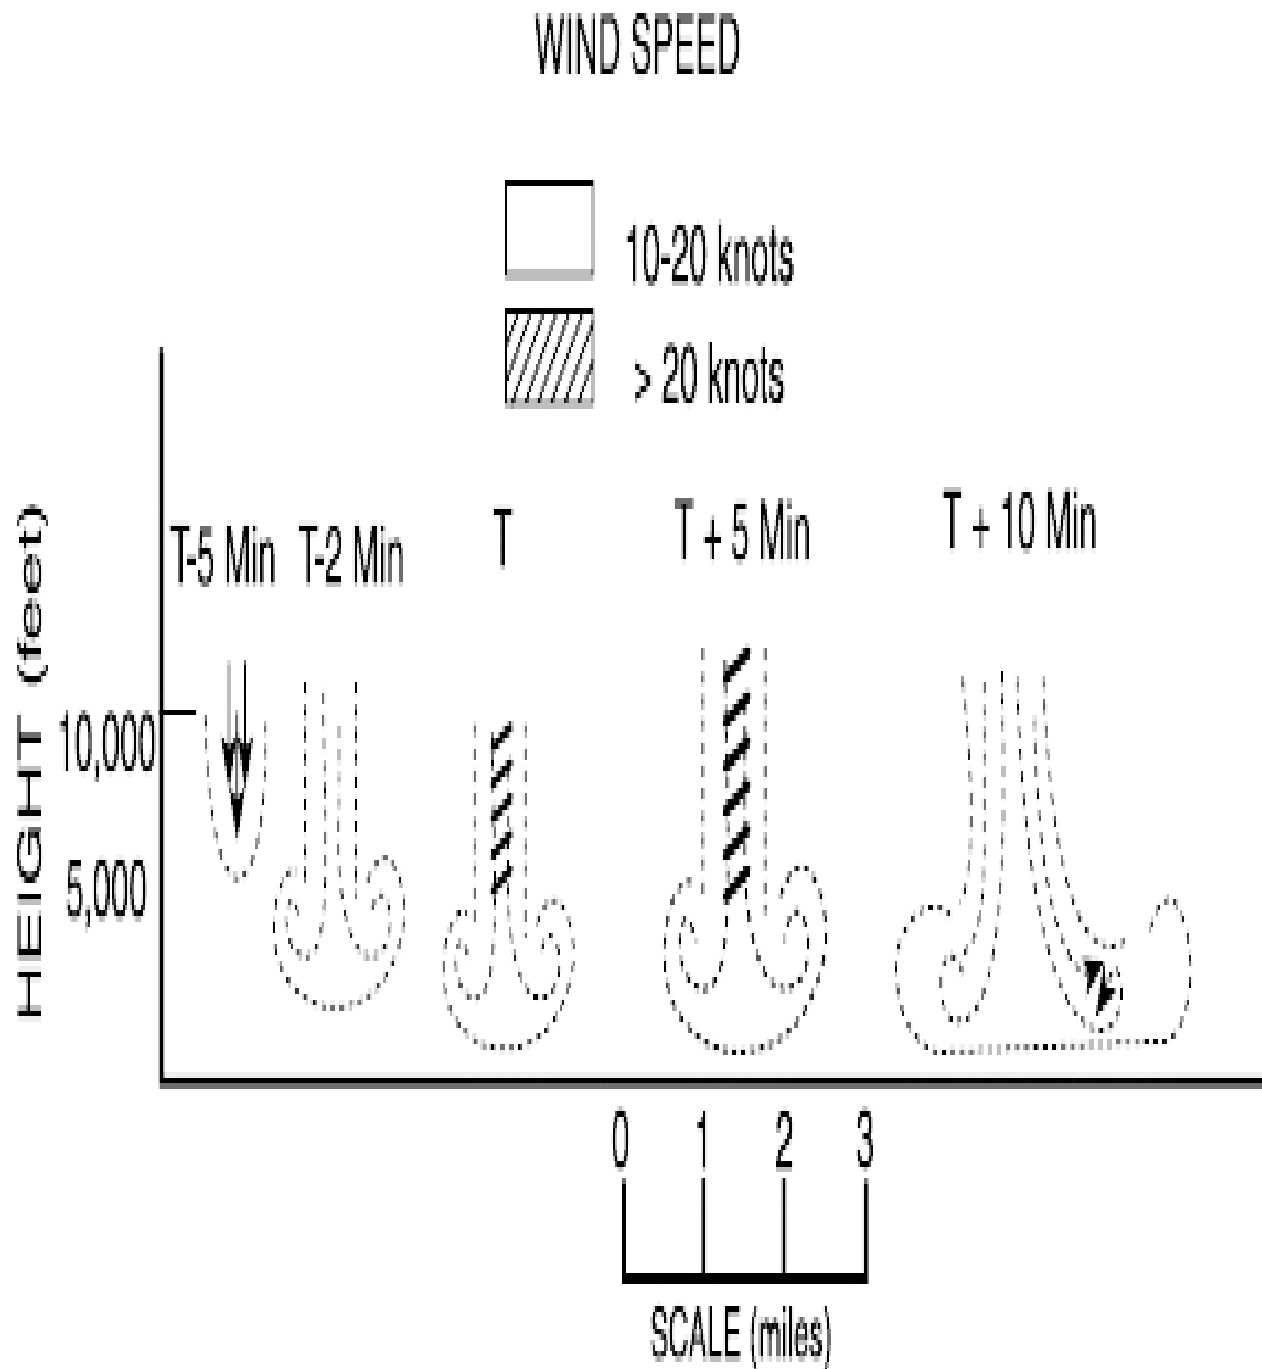 WIND SPEED
10-20 knots
> 20 knots
T-5 Min T-2 Min T T + 5 Min T + 10 Min
HEIGHT (feet)
10,000
5,000
0 1 2 3
SCALE (miles)